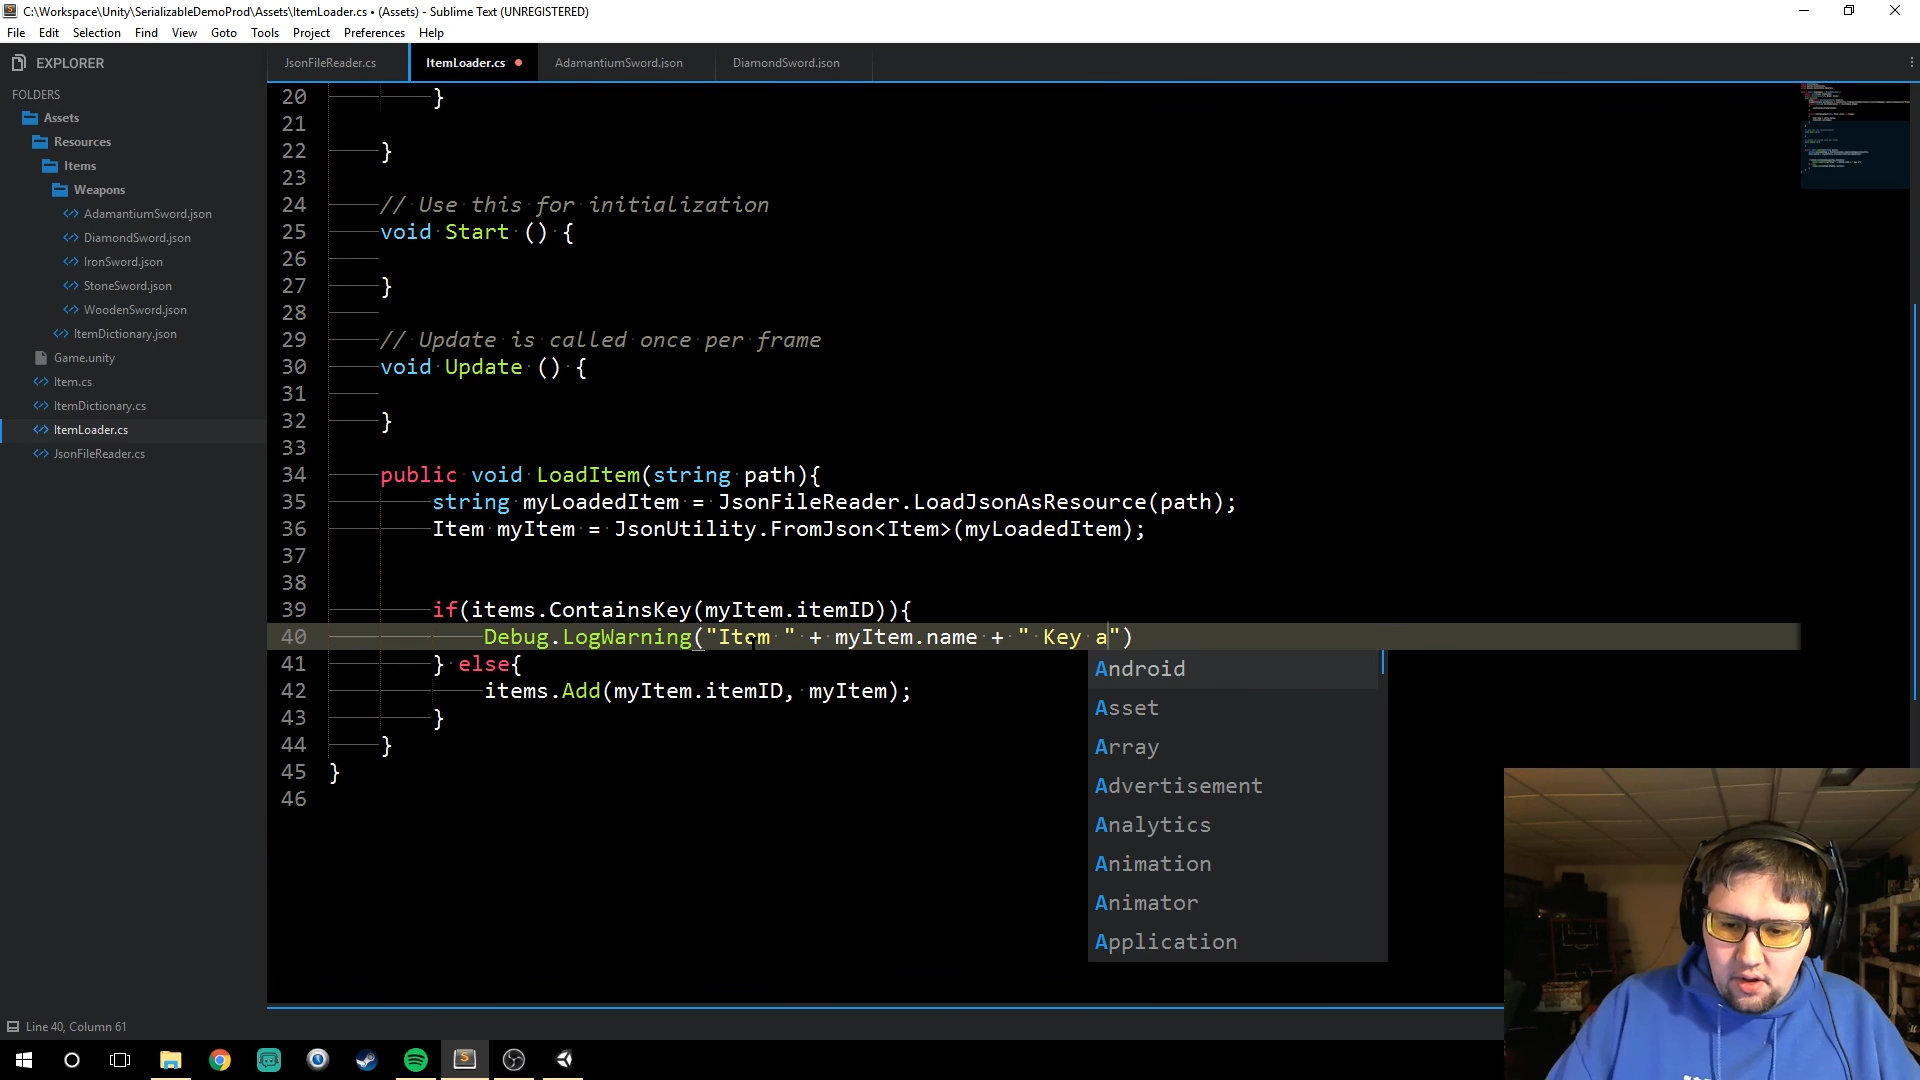 C:\Workspace\Unity\SerializableDemoProd\Assets\ItemLoader.cs • (Assets) - Sublime Text (UNREGISTERED)
File Edit Selection Find View Goto Tools Project Preferences Help
EXPLORER
JsonFileReader.cs ItemLoader.cs AdamantiumSword.json DiamondSword.json
FOLDERS
Assets
Resources
Items
Weapons
AdamantiumSword.json
DiamondSword.json
IronSword.json
StoneSword.json
WoodenSword.json
ItemDictionary.json
Game.unity
Item.cs
ItemDictionary.cs
ItemLoader.cs
JsonFileReader.cs
20 }
21
22 }
23
24 // Use this for initialization
25 void Start () {
26
27 }
28
29 // Update is called once per frame
30 void Update () {
31
32 }
33
34 public void LoadItem(string path){
35 string myLoadedItem = JsonFileReader.LoadJsonAsResource(path);
36 Item myItem = JsonUtility.FromJson<Item>(myLoadedItem);
37
38
39 if(items.ContainsKey(myItem.itemID)){
40 Debug.LogWarning("Item " + myItem.name + " Key a")
41 } else{
42 items.Add(myItem.itemID, myItem);
43 }
44 }
45 }
46
Android
Asset
Array
Advertisement
Analytics
Animation
Animator
Application
Line 40, Column 61